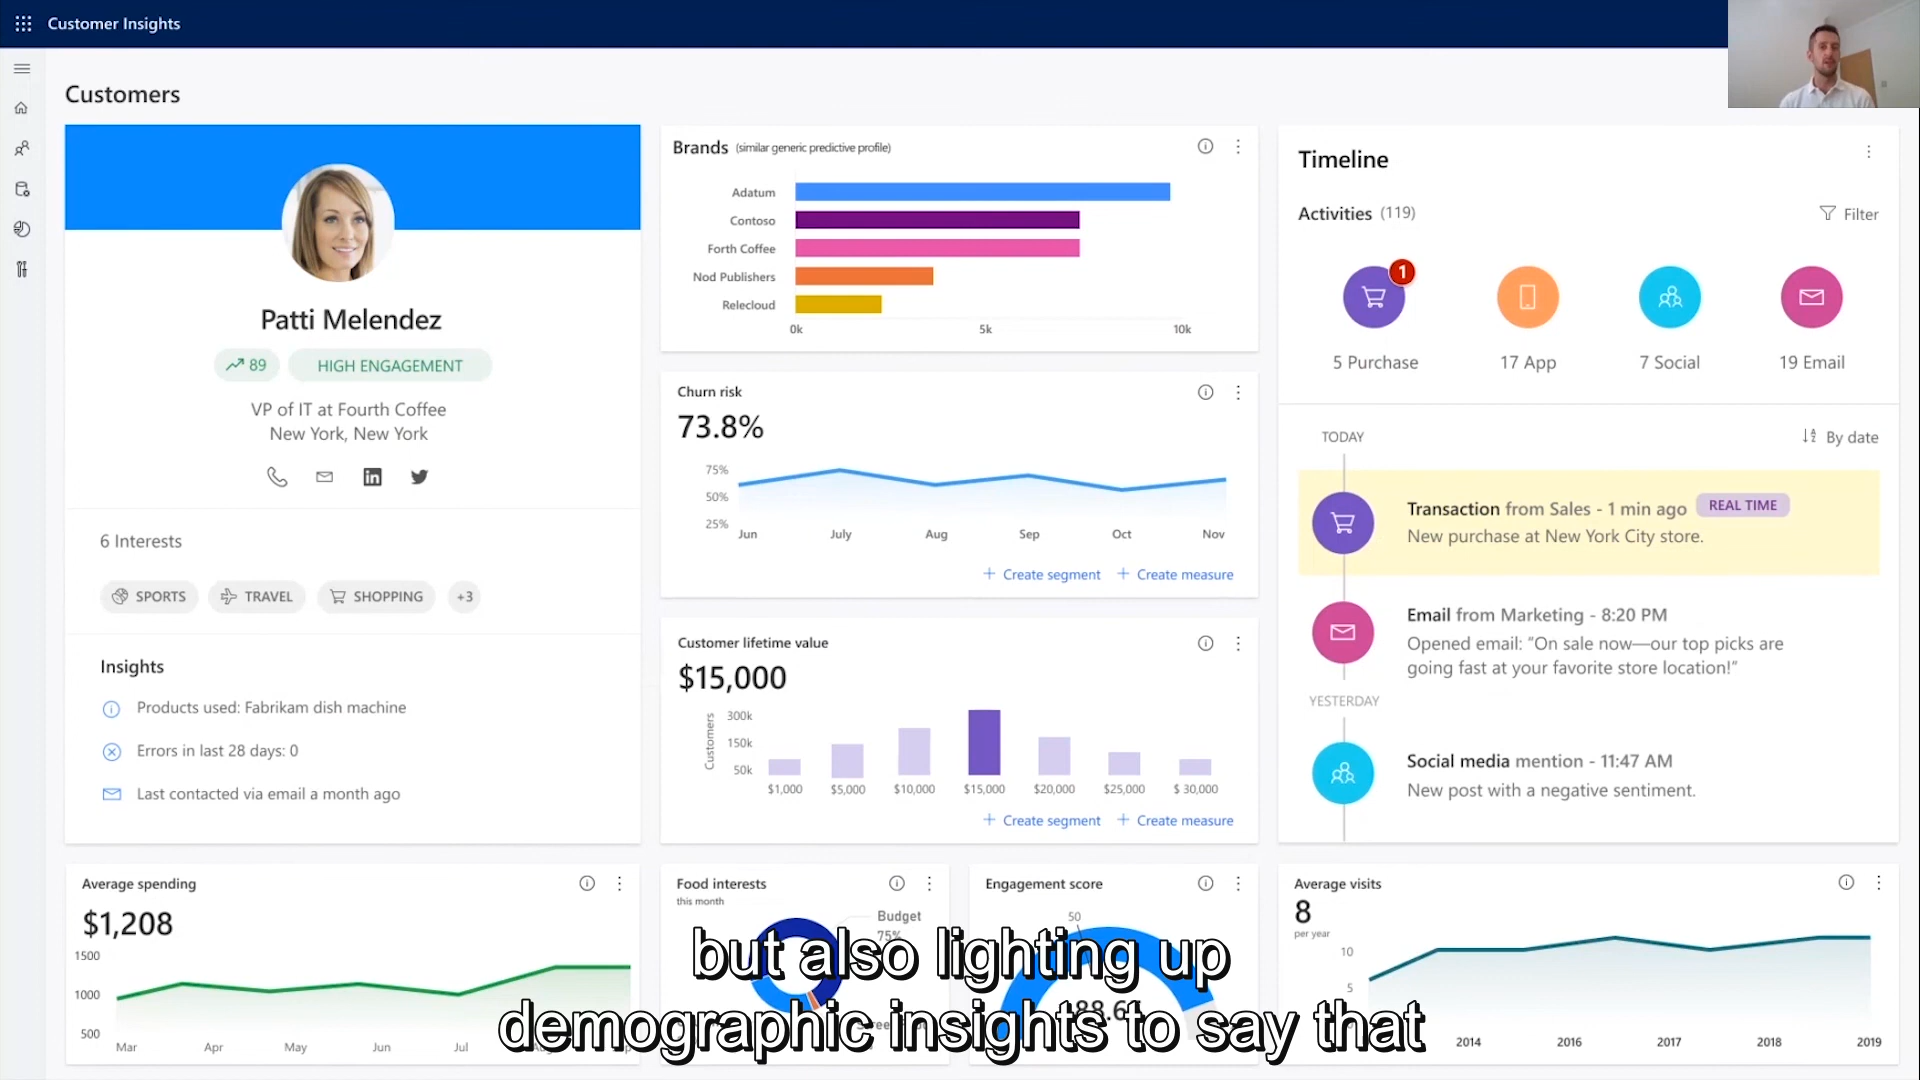 Customer Insights
Customers
Patti Melendez
89
HIGH ENGAGEMENT
VP of IT at Fourth Coffee
New York, New York
6 Interests
SPORTS
TRAVEL
SHOPPING
+3
Insights
Products used: Fabrikam dish machine
Errors in last 28 days: 0
Last contacted via email a month ago
Brands (similar generic predictive profile)
Adatum
Contoso
Forth Coffee
Nod Publishers
Relecloud
0k 5k 10k
Churn risk
73.8%
75%
50%
25%
Jun July Aug Sep Oct Nov
+ Create segment + Create measure
Customer lifetime value
$15,000
Customers
300k
150k
50k
$1,000 $5,000 $10,000 $15,000 $20,000 $25,000 $ 30,000
+ Create segment + Create measure
Timeline
Activities (119)
Filter
1
5 Purchase 17 App 7 Social 19 Email
TODAY
By date
Transaction from Sales - 1 min ago REAL TIME
New purchase at New York City store.
Email from Marketing - 8:20 PM
Opened email: “On sale now—our top picks are
going fast at your favorite store location!”
YESTERDAY
Social media mention - 11:47 AM
New post with a negative sentiment.
Average spending
$1,208
1500
1000
500
Mar Apr May Jun Jul
Food interests
this month
Budget
75%
Engagement score
50
Average visits
8
per year
10
5
2014 2016 2017 2018 2019
but also lighting up
demographic insights to say that